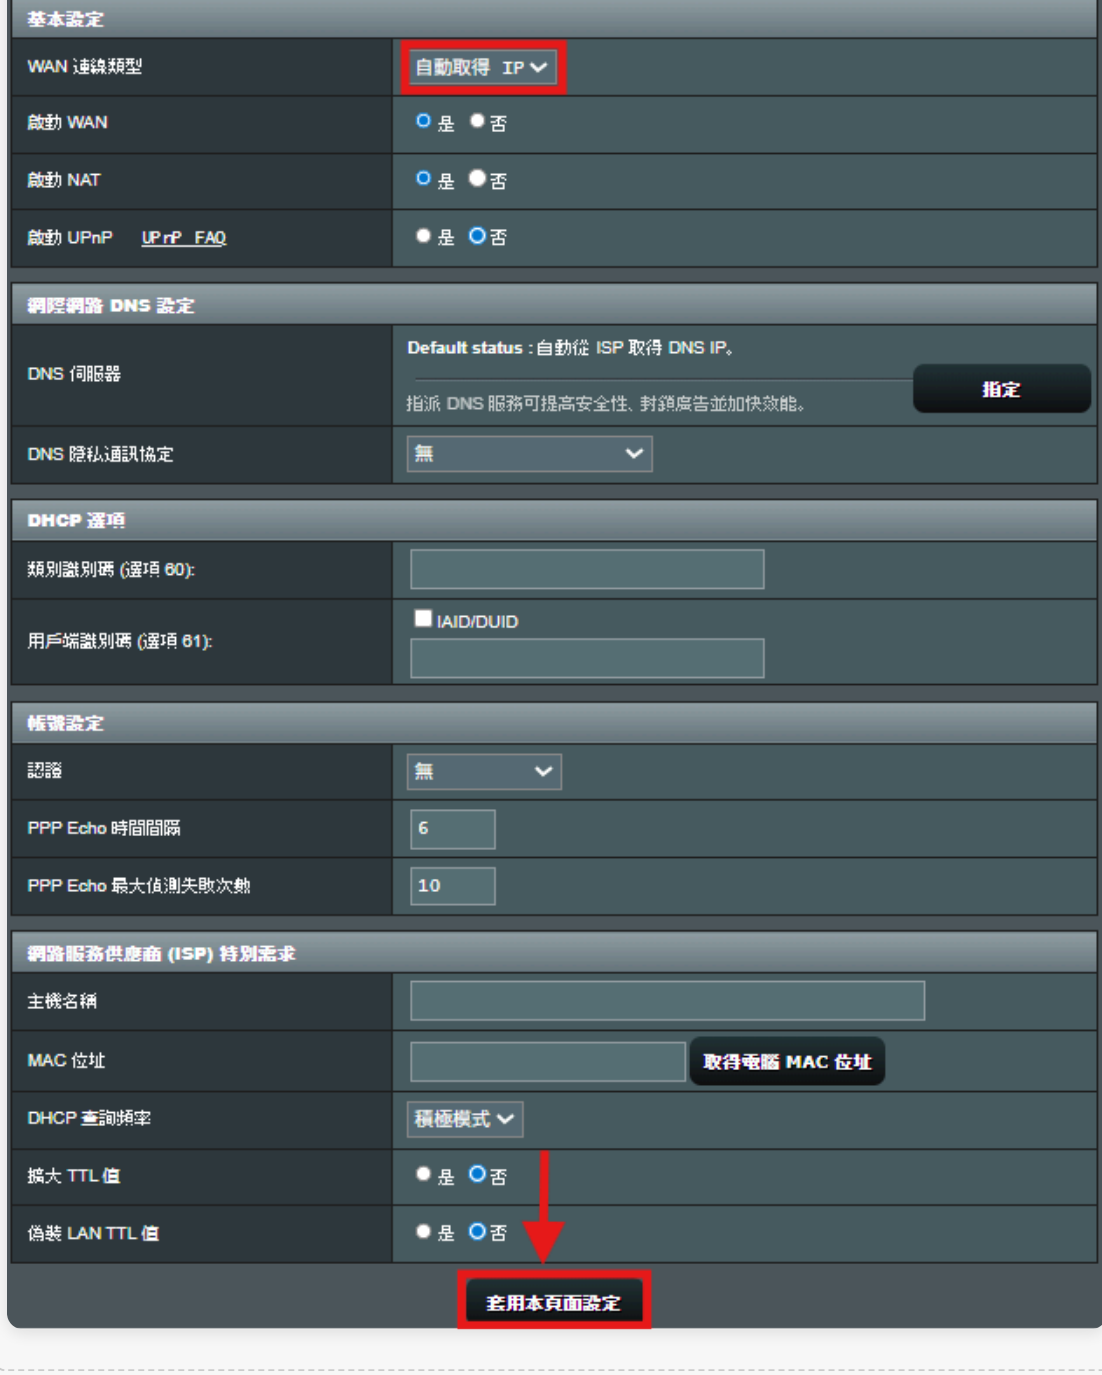 基本設定
WAN 連線類型 自動取得 IP
啟動 WAN 是 否
啟動 NAT 是 否
啟動 UPnP UPnP FAQ 是 否
網際網路 DNS 設定
DNS 伺服器 Default status : 自動從 ISP 取得 DNS IP。
指派 DNS 服務可提高安全性、封鎖廣告並加快效能。 指定
DNS 隱私通訊協定 無
DHCP 選項
類別識別碼 (選項 60):
用戶端識別碼 (選項 61): IAID/DUID
帳號設定
認證 無
PPP Echo 時間間隔 6
PPP Echo 最大偵測失敗次數 10
網路服務供應商 (ISP) 特別需求
主機名稱
MAC 位址 取得電腦 MAC 位址
DHCP 查詢頻率 積極模式
擴大 TTL 值 是 否
偽裝 LAN TTL 值 是 否
套用本頁面設定